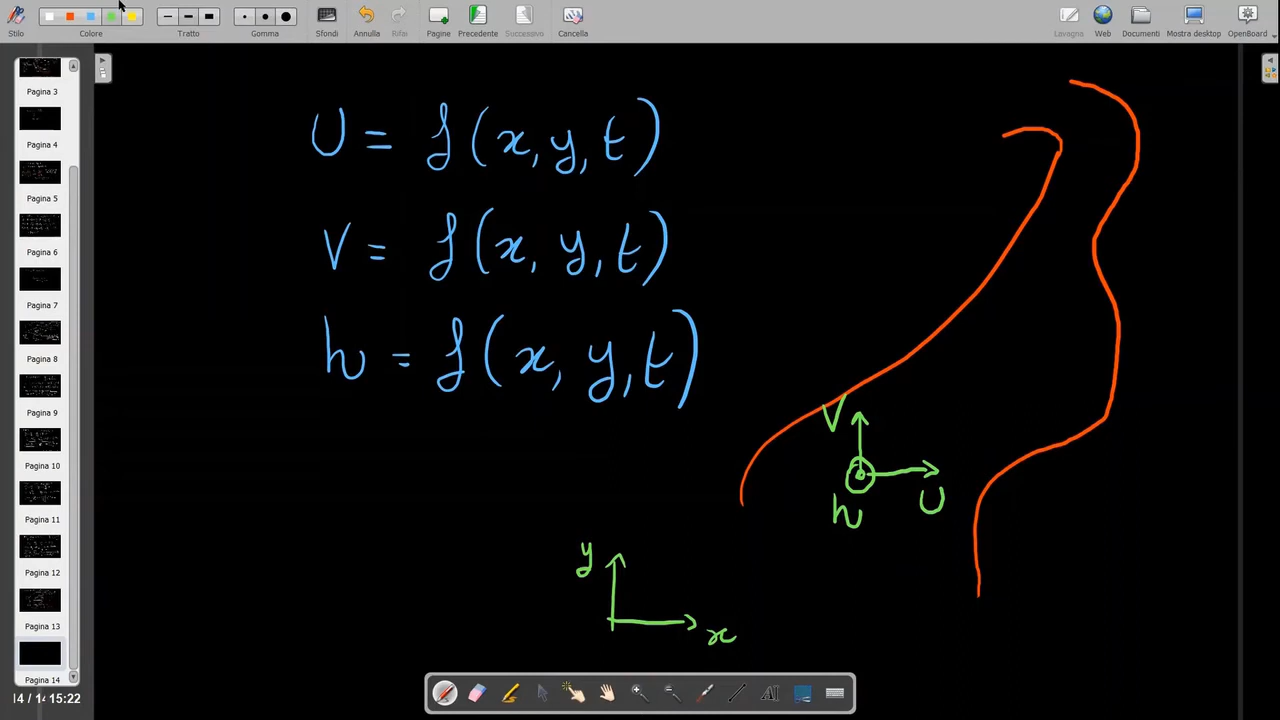 Stilo Colore Tratto Gomma Sfondi Annulla Rifai Pagine Precedente Successivo Cancella Lavagna Web Documenti Mostra desktop OpenBoard
Pagina 3
Pagina 4
Pagina 5
Pagina 6
Pagina 7
Pagina 8
Pagina 9
Pagina 10
Pagina 11
Pagina 12
Pagina 13
Pagina 14
14 / 14 15:22
U = f(x, y, t)
V = f(x, y, t)
h = f(x, y, t)
V
h
U
y
x